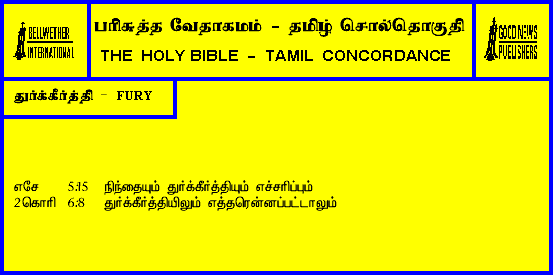 BELLWETHER
INTERNATIONAL
பரிசுத்த வேதாகமம் - தமிழ் சொல்தொகுதி
THE HOLY BIBLE - TAMIL CONCORDANCE
GOOD NEWS
PUBLISHERS
துர்க்கீர்த்தி - FURY
எசே 5:15 நிந்தையும் துர்க்கீர்த்தியும் எச்சரிப்பும்
2கொரி 6:8 துர்க்கீர்த்தியிலும் எத்தரென்னப்பட்டாலும்